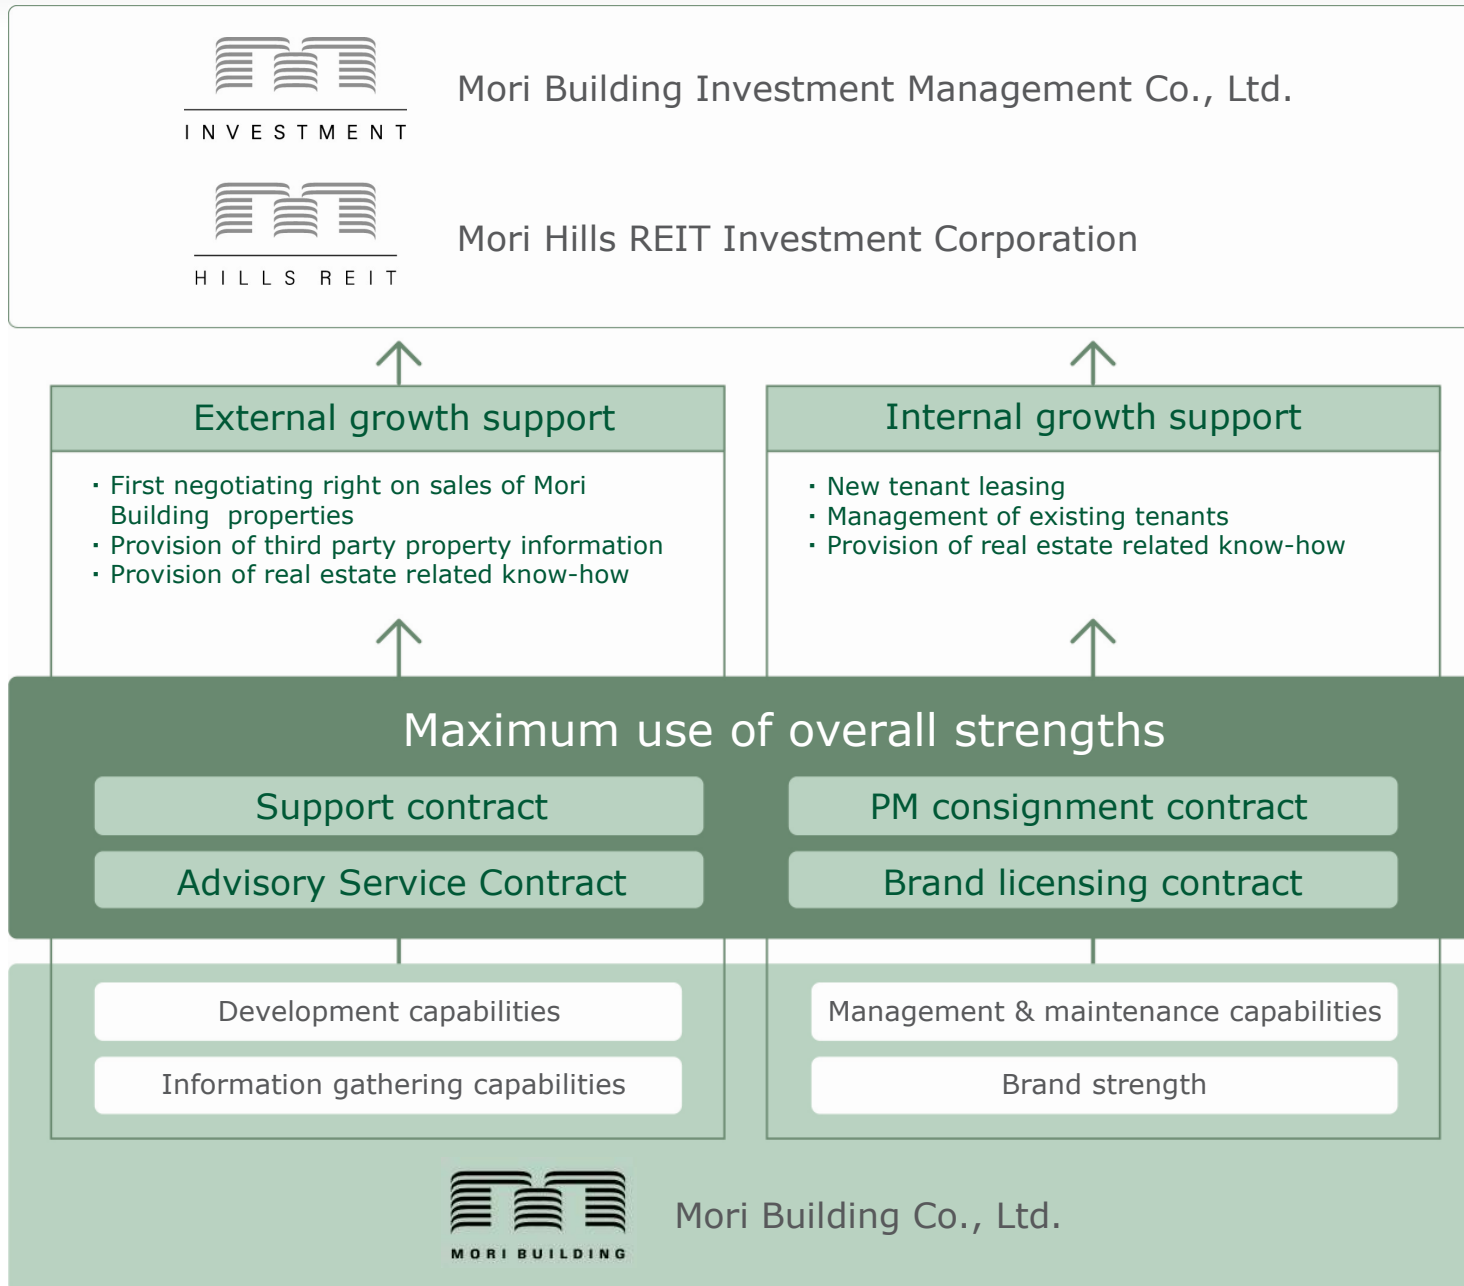 INVESTMENT
Mori Building Investment Management Co., Ltd.
HILLS REIT
Mori Hills REIT Investment Corporation
External growth support
・First negotiating right on sales of Mori
Building properties
・Provision of third party property information
・Provision of real estate related know-how
Internal growth support
・New tenant leasing
・Management of existing tenants
・Provision of real estate related know-how
Maximum use of overall strengths
Support contract
Advisory Service Contract
PM consignment contract
Brand licensing contract
Development capabilities
Information gathering capabilities
Management & maintenance capabilities
Brand strength
MORI BUILDING
Mori Building Co., Ltd.